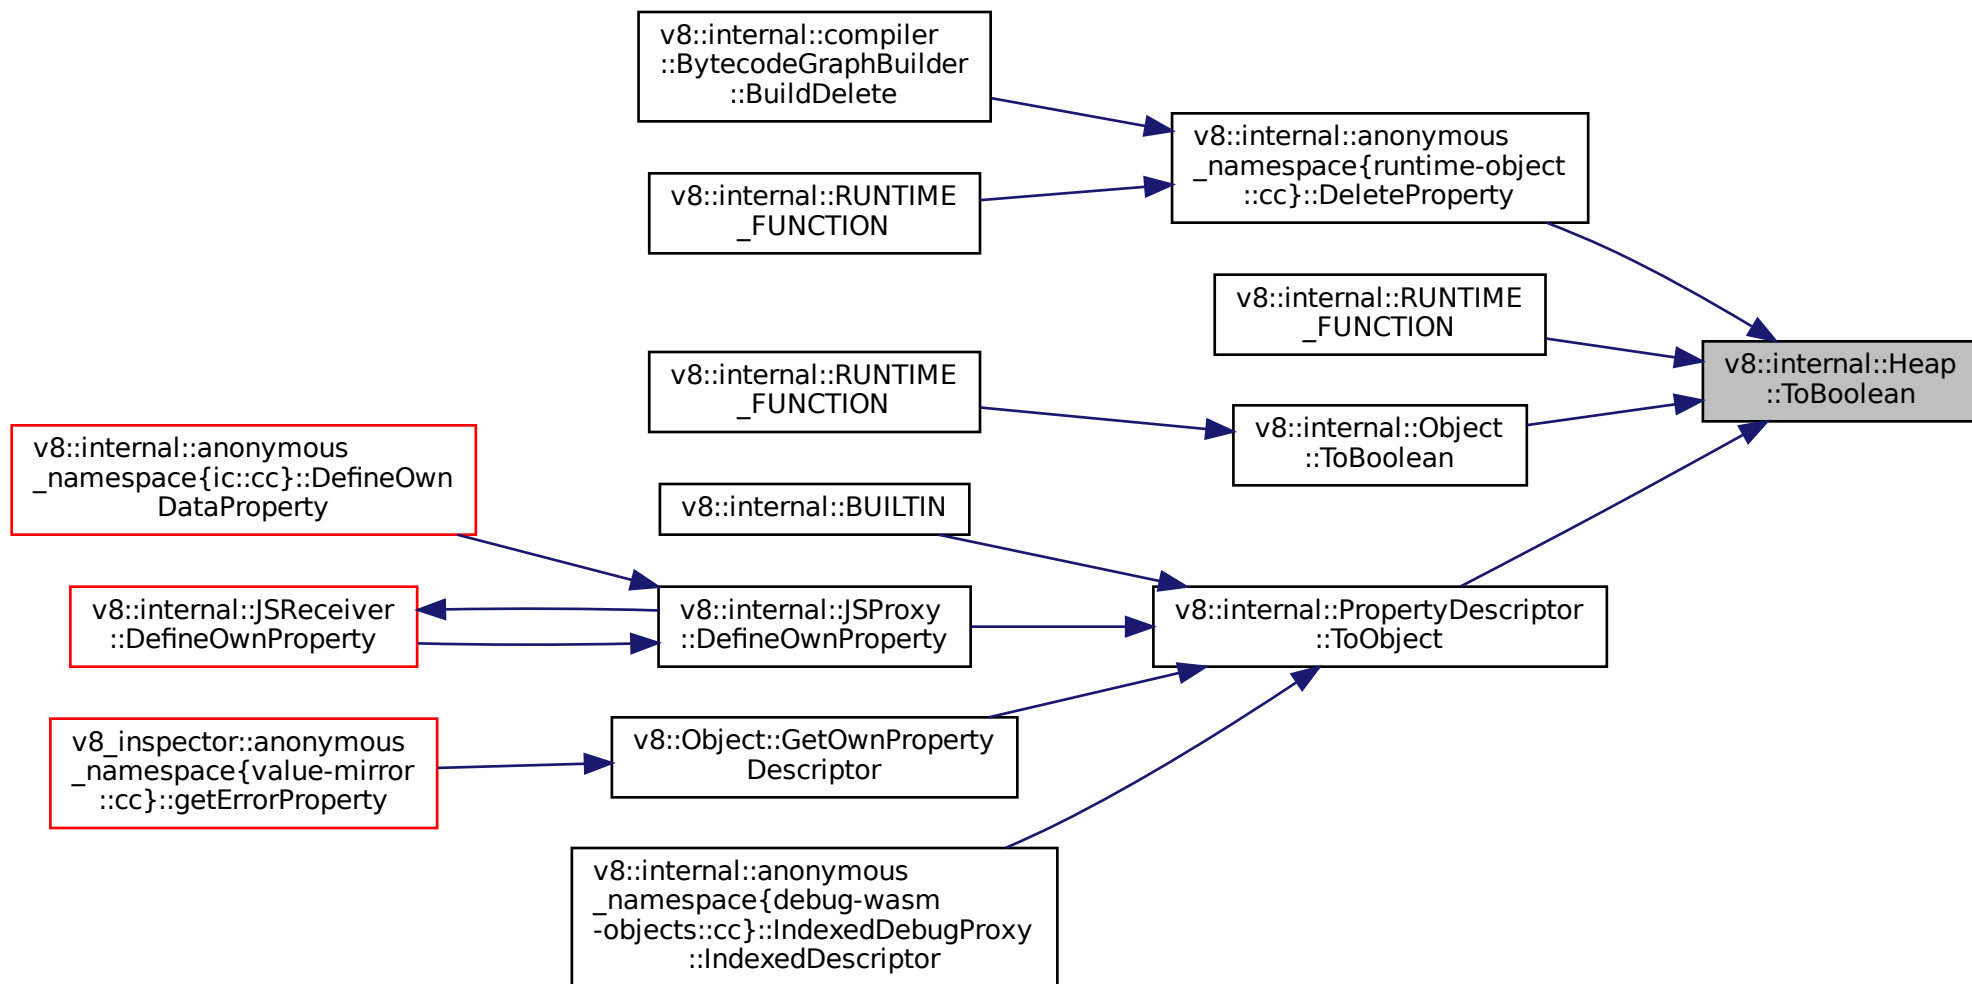 v8::internal::compiler
::BytecodeGraphBuilder
::BuildDelete
v8::internal::anonymous
_namespace{runtime-object
::cc}::DeleteProperty
v8::internal::RUNTIME
_FUNCTION
v8::internal::RUNTIME
_FUNCTION
v8::internal::Heap
::ToBoolean
v8::internal::RUNTIME
_FUNCTION
v8::internal::Object
::ToBoolean
v8::internal::anonymous
_namespace{ic::cc}::DefineOwn
DataProperty
v8::internal::BUILTIN
v8::internal::JSReceiver
::DefineOwnProperty
v8::internal::JSProxy
::DefineOwnProperty
v8::internal::PropertyDescriptor
::ToObject
v8_inspector::anonymous
_namespace{value-mirror
::cc}::getErrorProperty
v8::Object::GetOwnProperty
Descriptor
v8::internal::anonymous
_namespace{debug-wasm
-objects::cc}::IndexedDebugProxy
::IndexedDescriptor